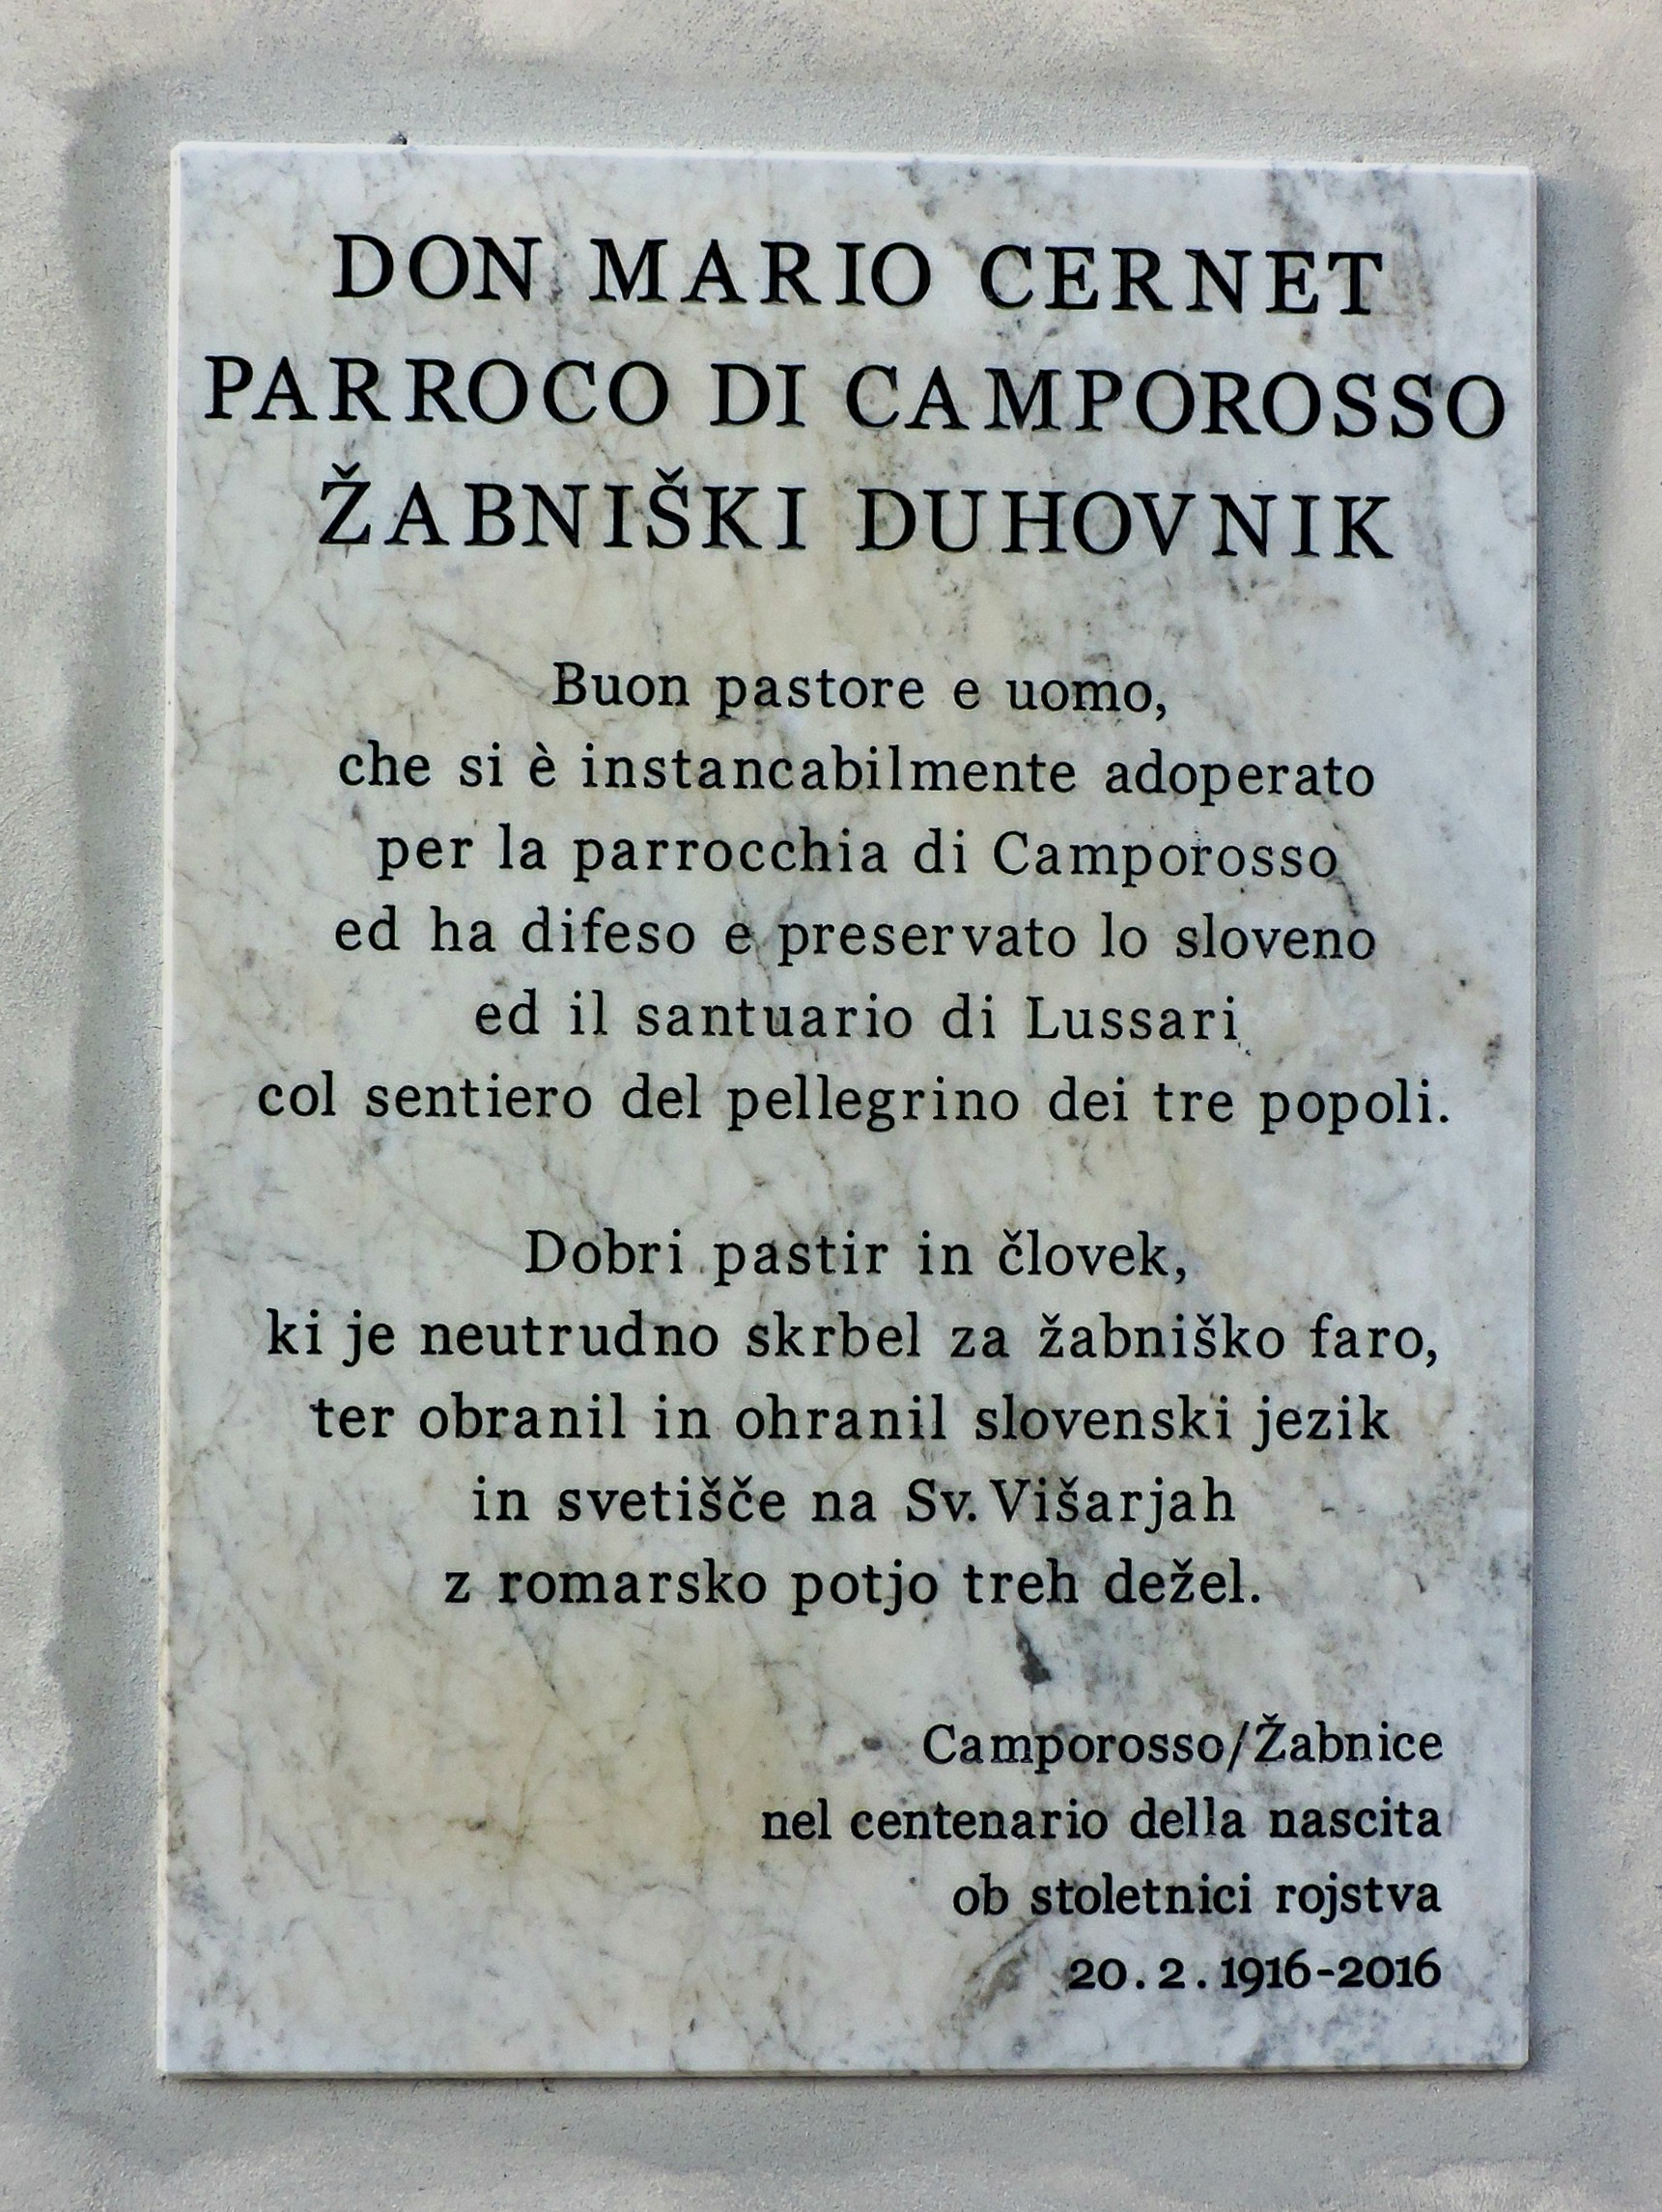 DON MARIO CERNET
PARROCO DI CAMPOROSSO
ŽABNIŠKI DUHOVNIK
Buon pastore e uomo,
che si è instancabilmente adoperato
per la parrocchia di Camporosso
ed ha difeso e preservato lo sloveno
ed il santuario di Lussari
col sentiero del pellegrino dei tre popoli.
Dobri pastir in človek,
ki je neutrudno skrbel za žabniško faro,
ter obranil in ohranil slovenski jezik
in svetišče na Sv. Višarjah
z romarsko potjo treh dežel.
Camporosso/Žabnice
nel centenario della nascita
ob stoletnici rojstva
20.2.1916-2016